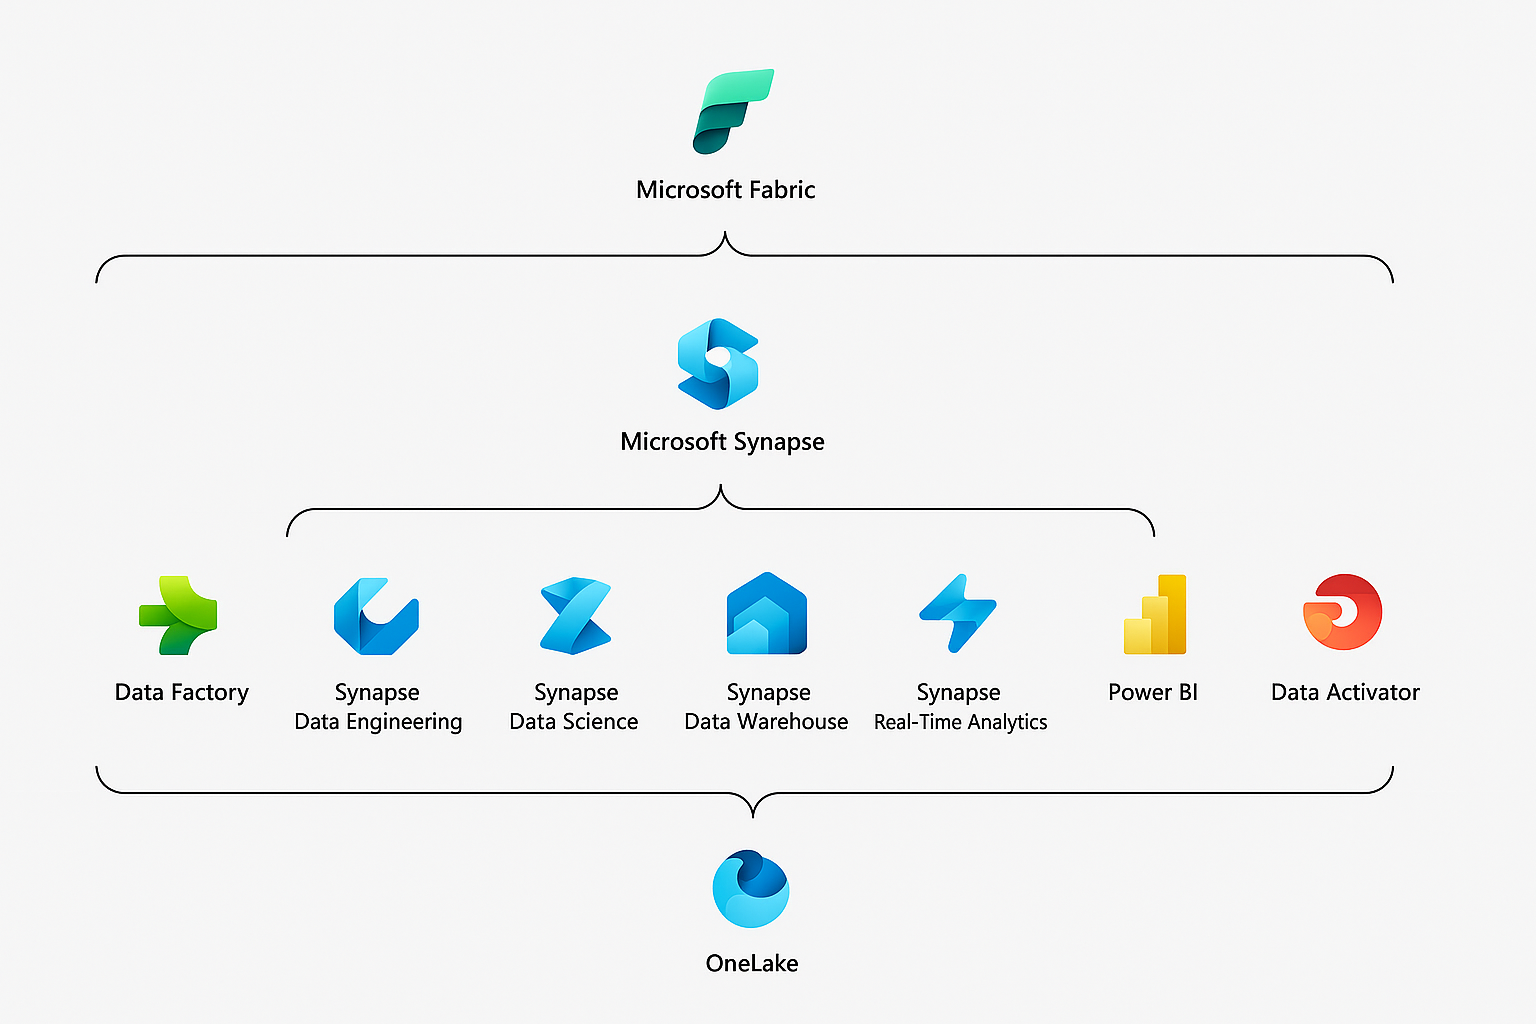 Microsoft Fabric
Microsoft Synapse
Data Factory
Synapse
Data Engineering
Synapse
Data Science
Synapse
Data Warehouse
Synapse
Real-Time Analytics
Power BI
Data Activator
OneLake